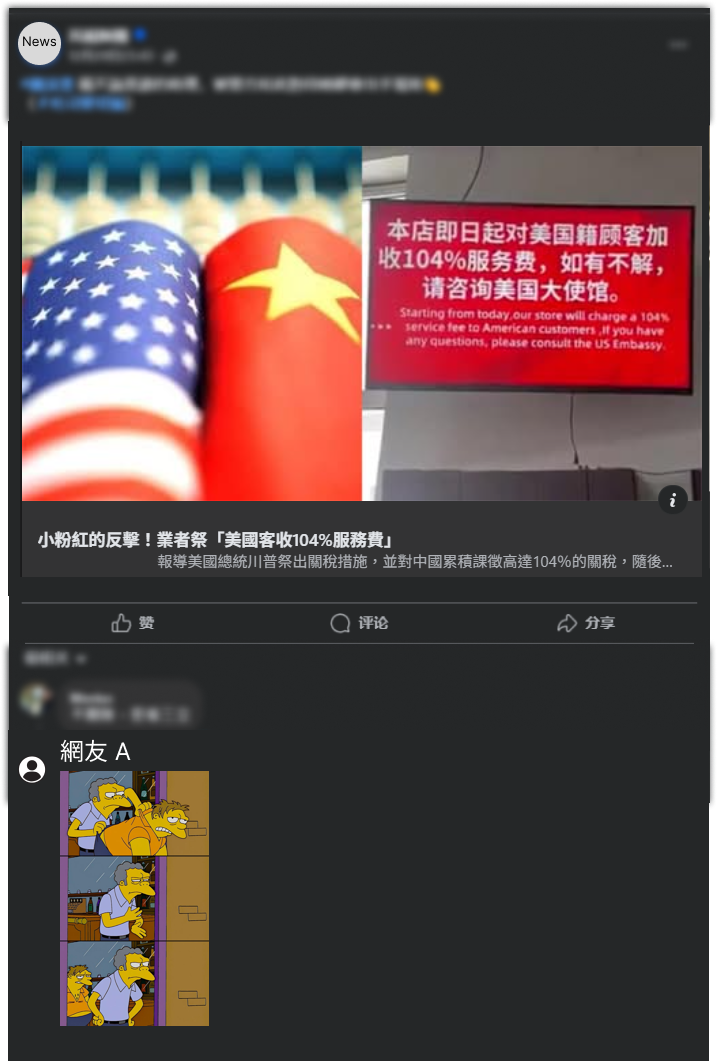 News
本店即日起对美国籍顾客加
收104%服务费，如有不解，
请咨询美国大使馆。
Starting from today,our store will charge a 104%
service fee to American customers ,If you have
any questions, please consult the US Embassy.
小粉紅的反擊！業者祭「美國客收104%服務費」
報導美國總統川普祭出關稅措施，並對中國累積課徵高達104%的關稅，隨後...
赞
评论
分享
網友 A